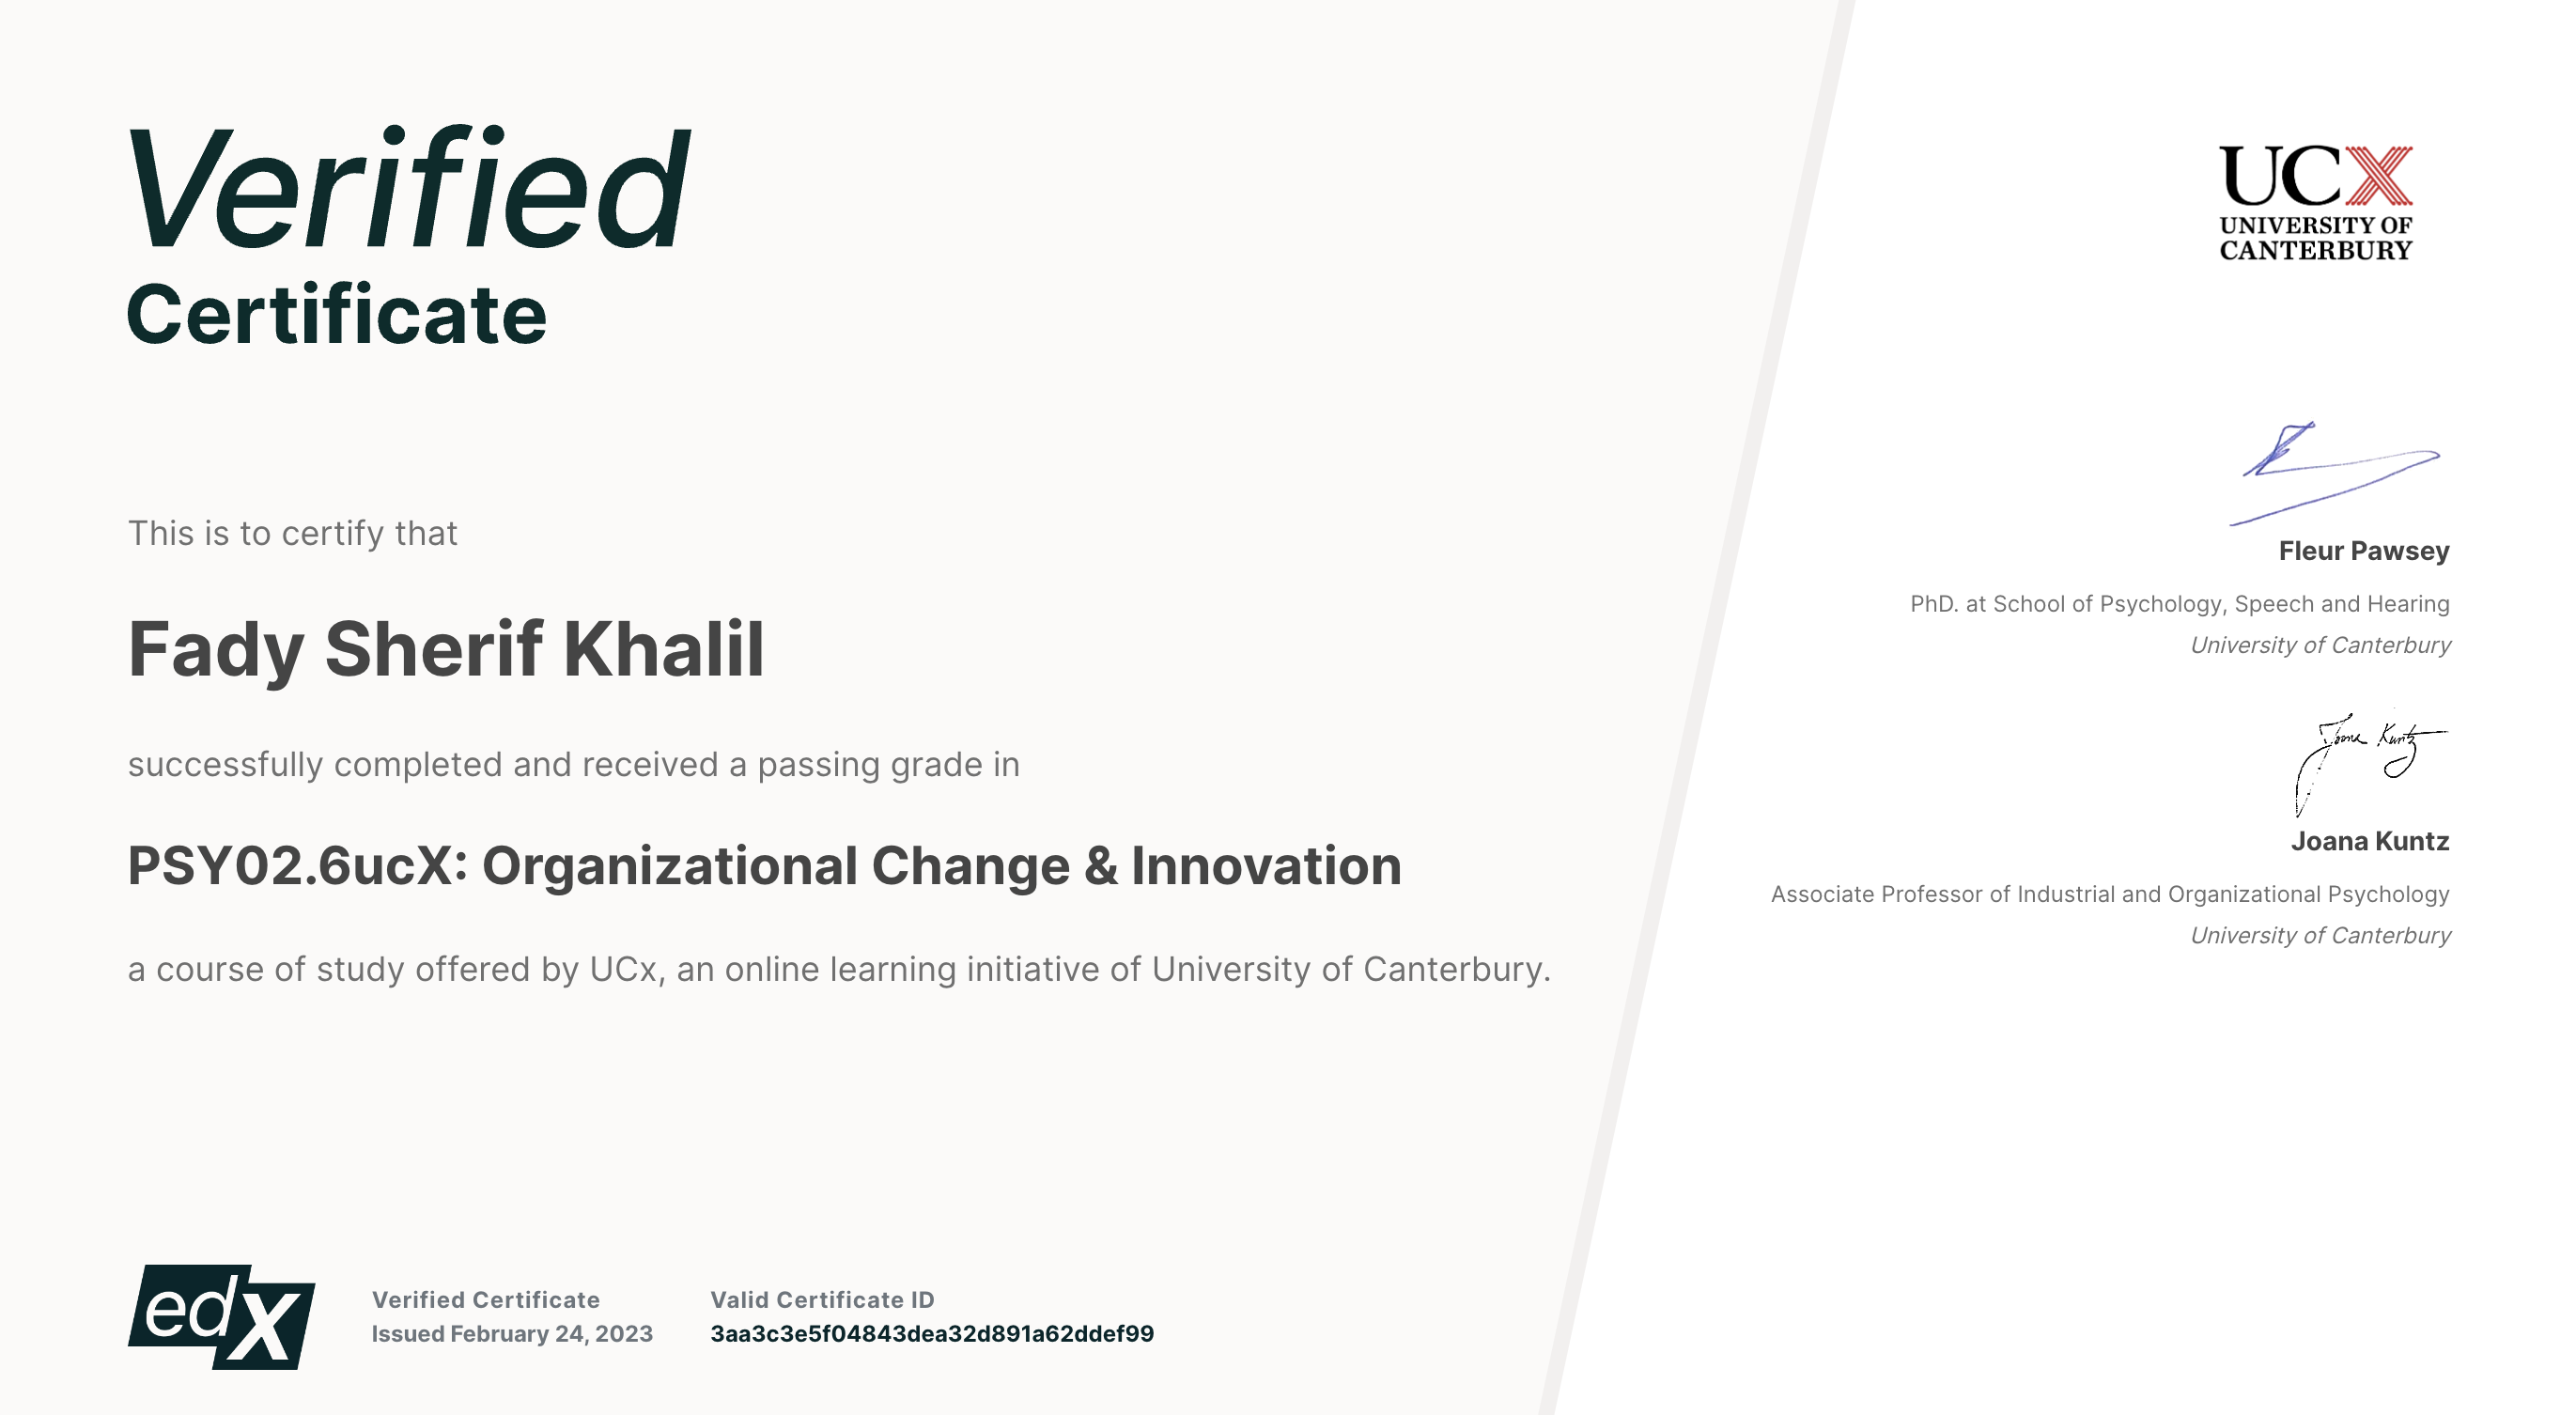 Verified
Certificate
This is to certify that
Fady Sherif Khalil
successfully completed and received a passing grade in
PSY02.6ucX: Organizational Change & Innovation
a course of study offered by UCx, an online learning initiative of University of Canterbury.
edX
Verified Certificate
Issued February 24, 2023
Valid Certificate ID
3aa3c3e5f04843dea32d891a62ddef99
UCX
UNIVERSITY OF
CANTERBURY
Fleur Pawsey
PhD. at School of Psychology, Speech and Hearing
University of Canterbury
Joana Kuntz
Joana Kuntz
Associate Professor of Industrial and Organizational Psychology
University of Canterbury